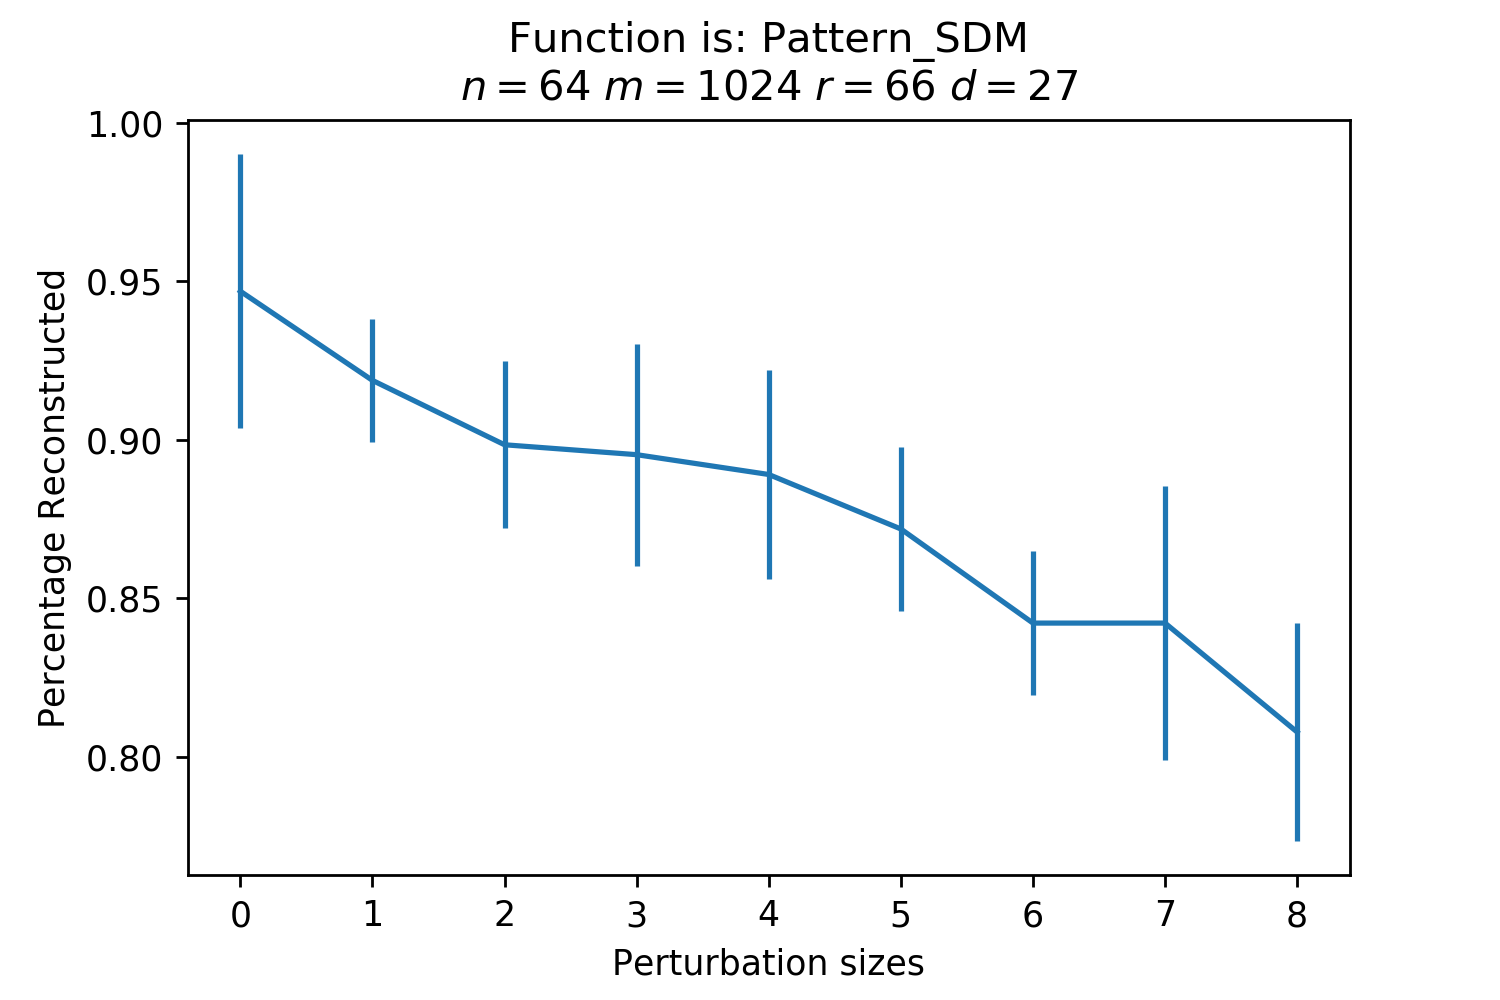 Function is: Pattern_SDM
n = 64 m = 1024 r = 66 d = 27
1.00
0.95
0.90
0.85
0.80
Percentage Reconstructed
0 1 2 3 4 5 6 7 8
Perturbation sizes